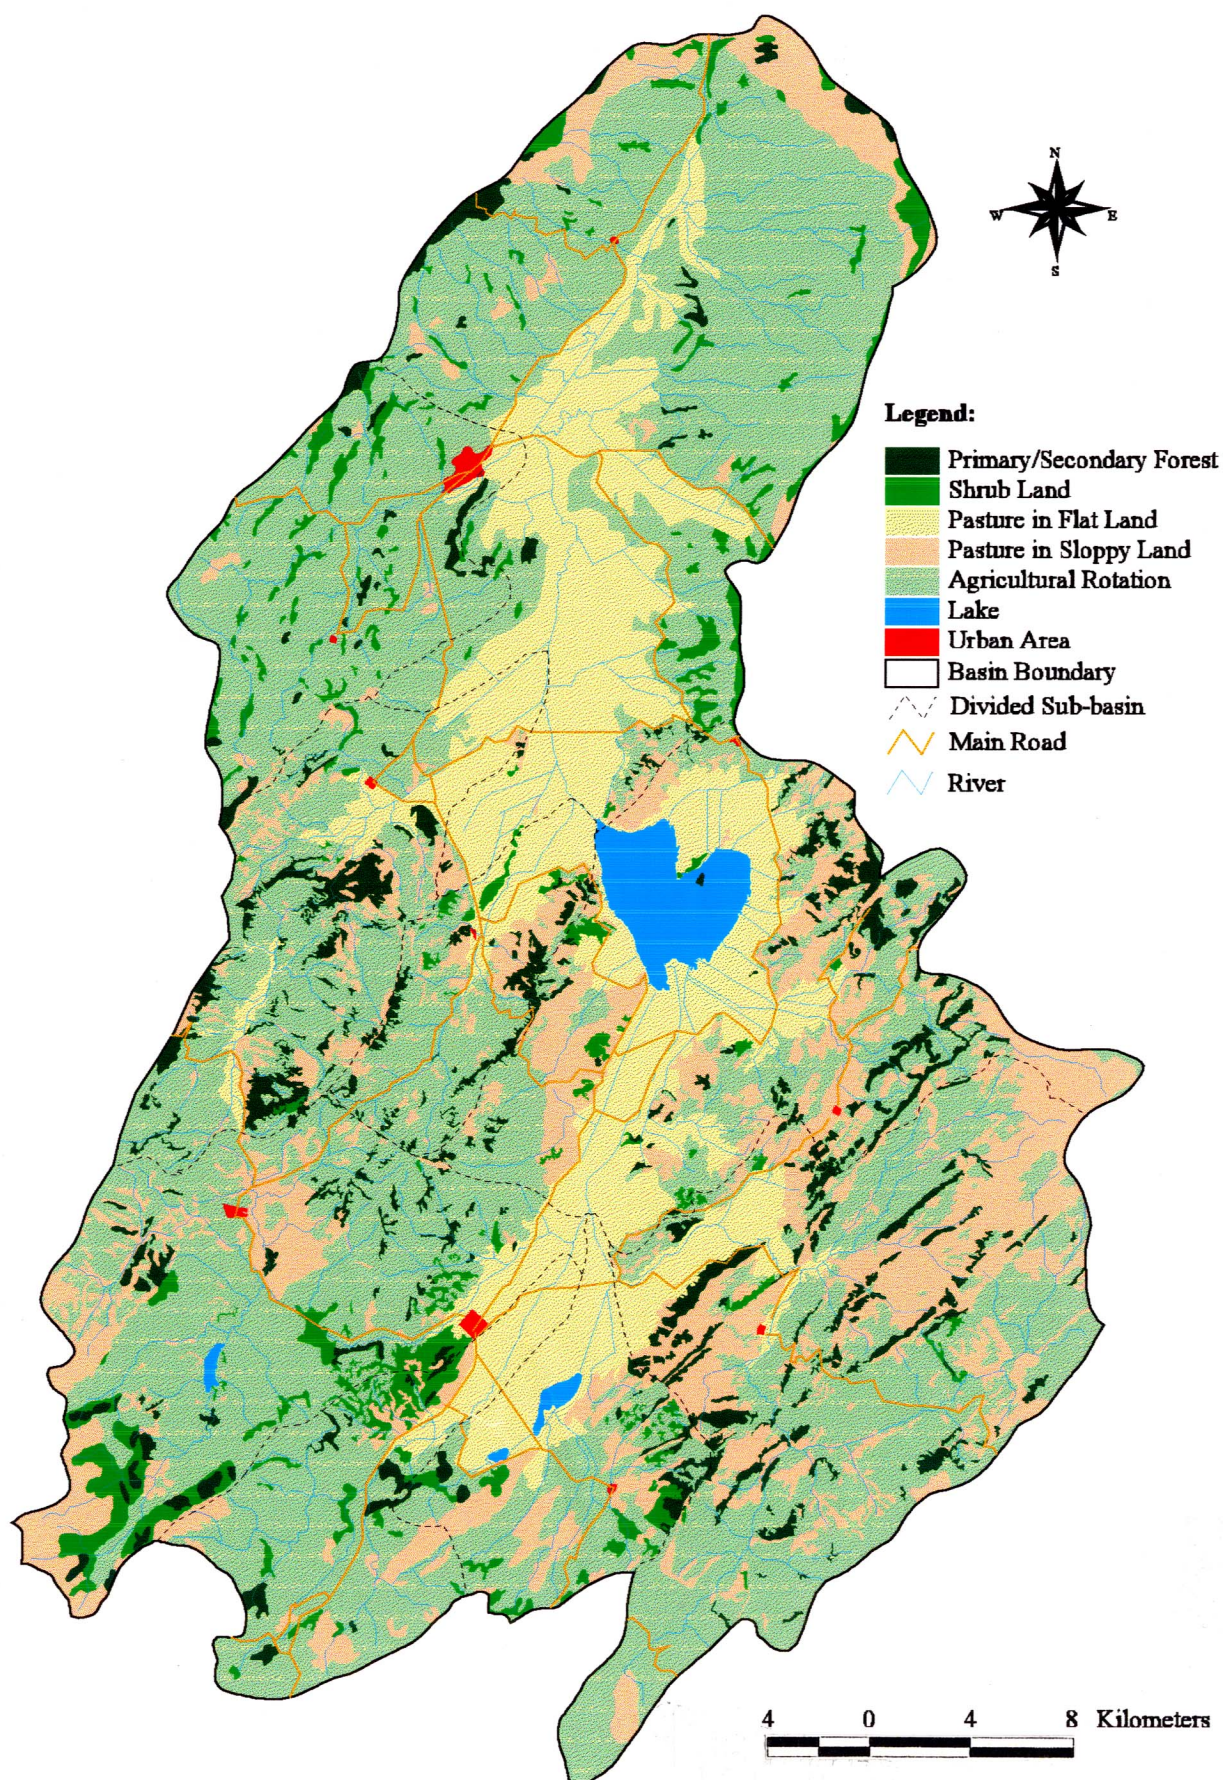 N
W E
S
Legend:
Primary/Secondary Forest
Shrub Land
Pasture in Flat Land
Pasture in Sloppy Land
Agricultural Rotation
Lake
Urban Area
Basin Boundary
Divided Sub-basin
Main Road
River
4 0 4 8 Kilometers